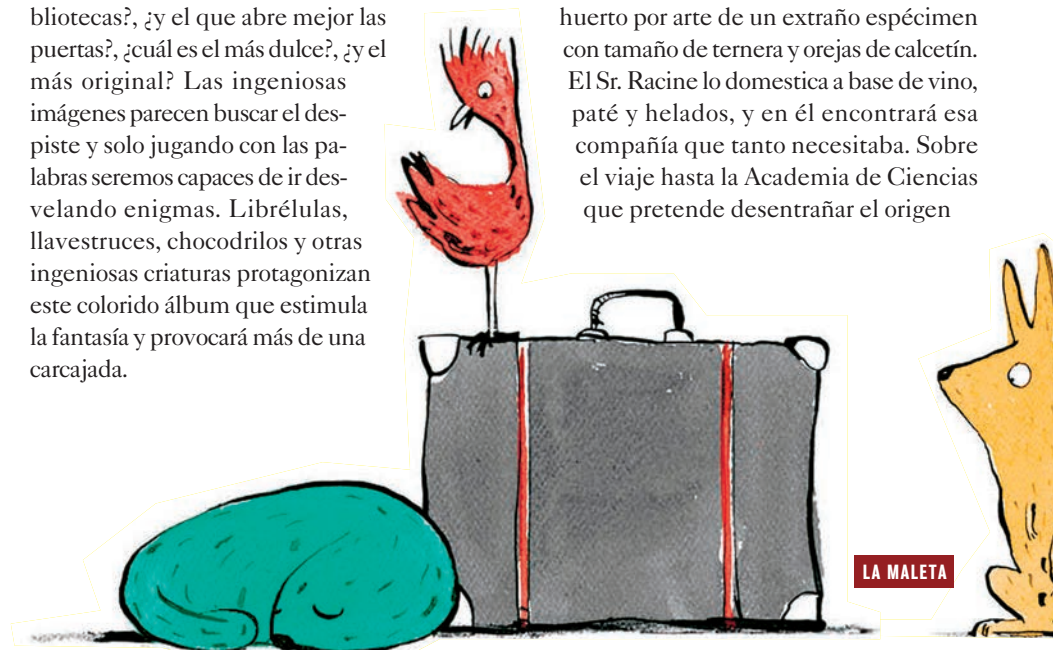 bliotecas?, ¿y el que abre mejor las
puertas?, ¿cuál es el más dulce?, ¿y el
más original? Las ingeniosas
imágenes parecen buscar el des-
piste y solo jugando con las pa-
labras seremos capaces de ir des-
velando enigmas. Librélulas,
llavestruces, chocodrilos y otras
ingeniosas criaturas protagonizan
este colorido álbum que estimula
la fantasía y provocará más de una
carcajada.
huerto por arte de un extraño espécimen
con tamaño de ternera y orejas de calcetín.
El Sr. Racine lo domestica a base de vino,
paté y helados, y en él encontrará esa
compañía que tanto necesitaba. Sobre
el viaje hasta la Academia de Ciencias
que pretende desentrañar el origen
LA MALETA